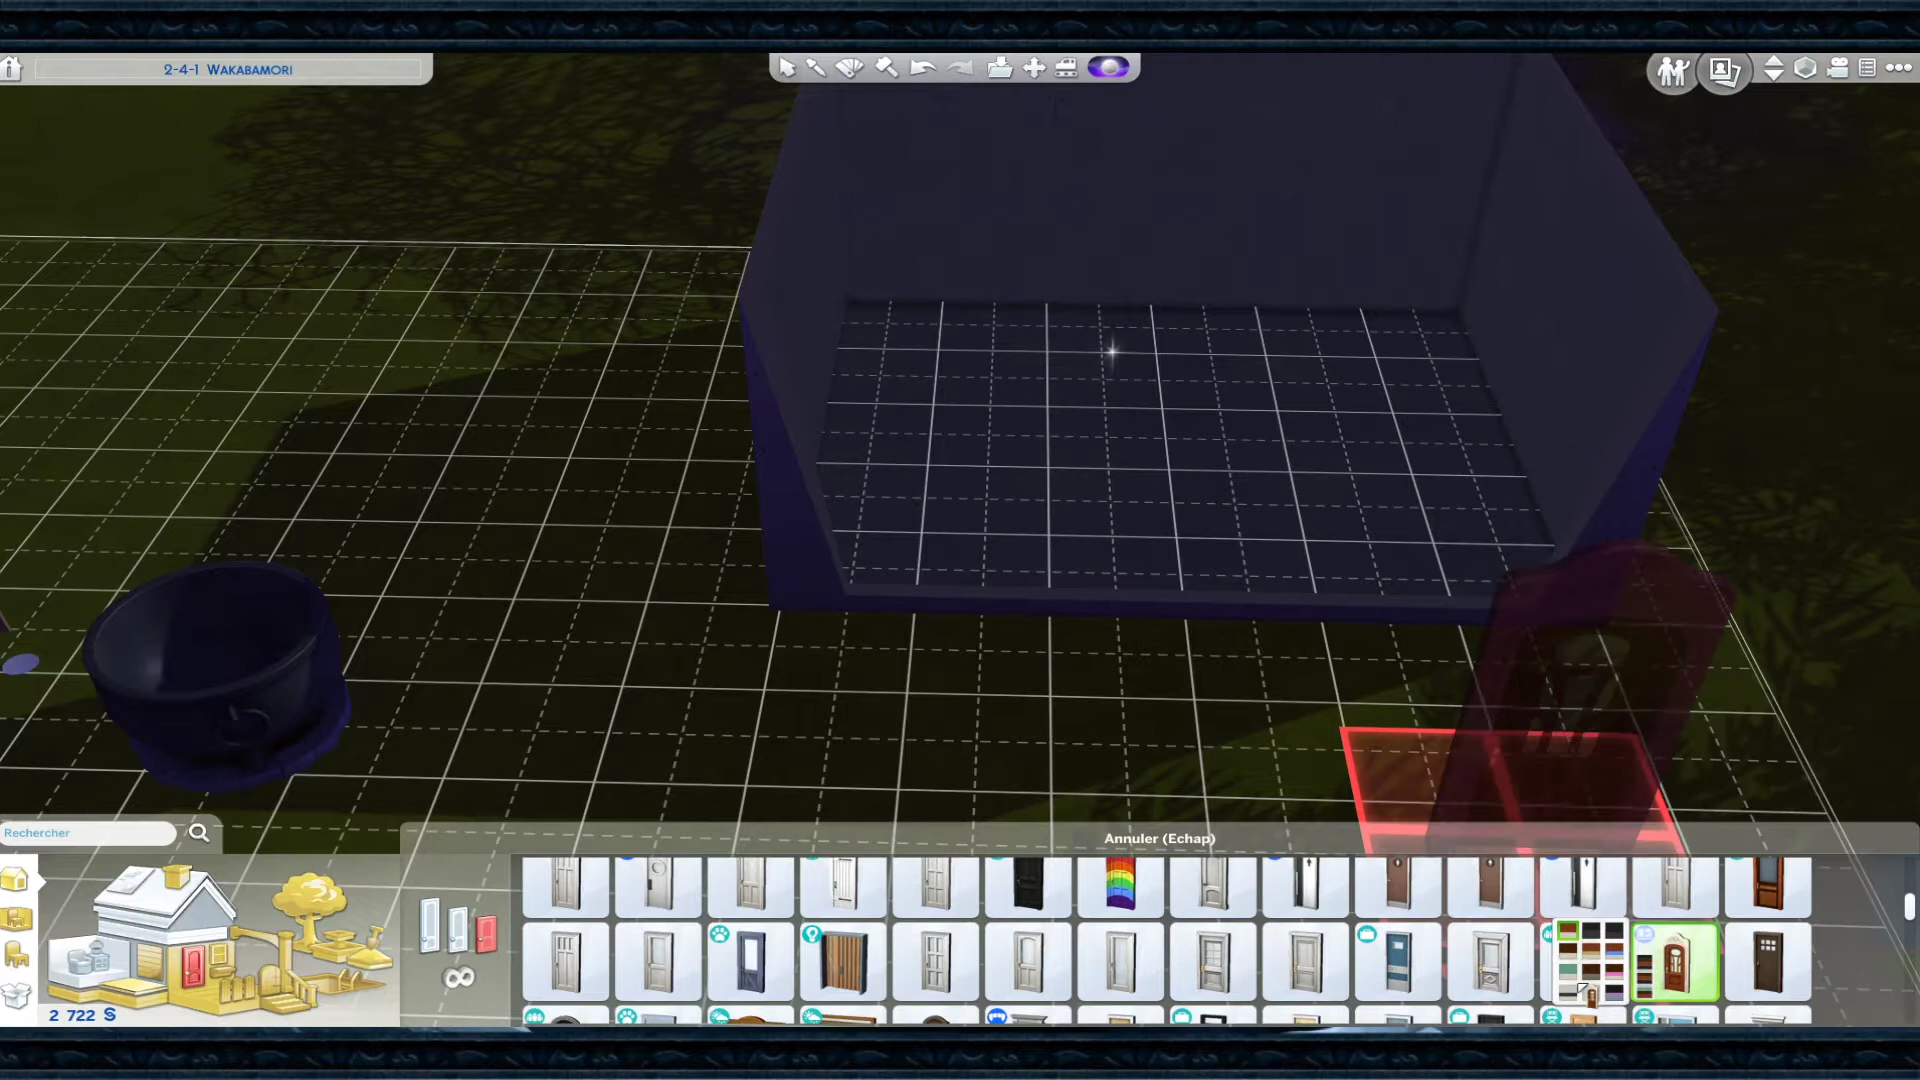 2-4-1 WAKABAMORI
Rechercher
Annuler (Echap)
2 722 $